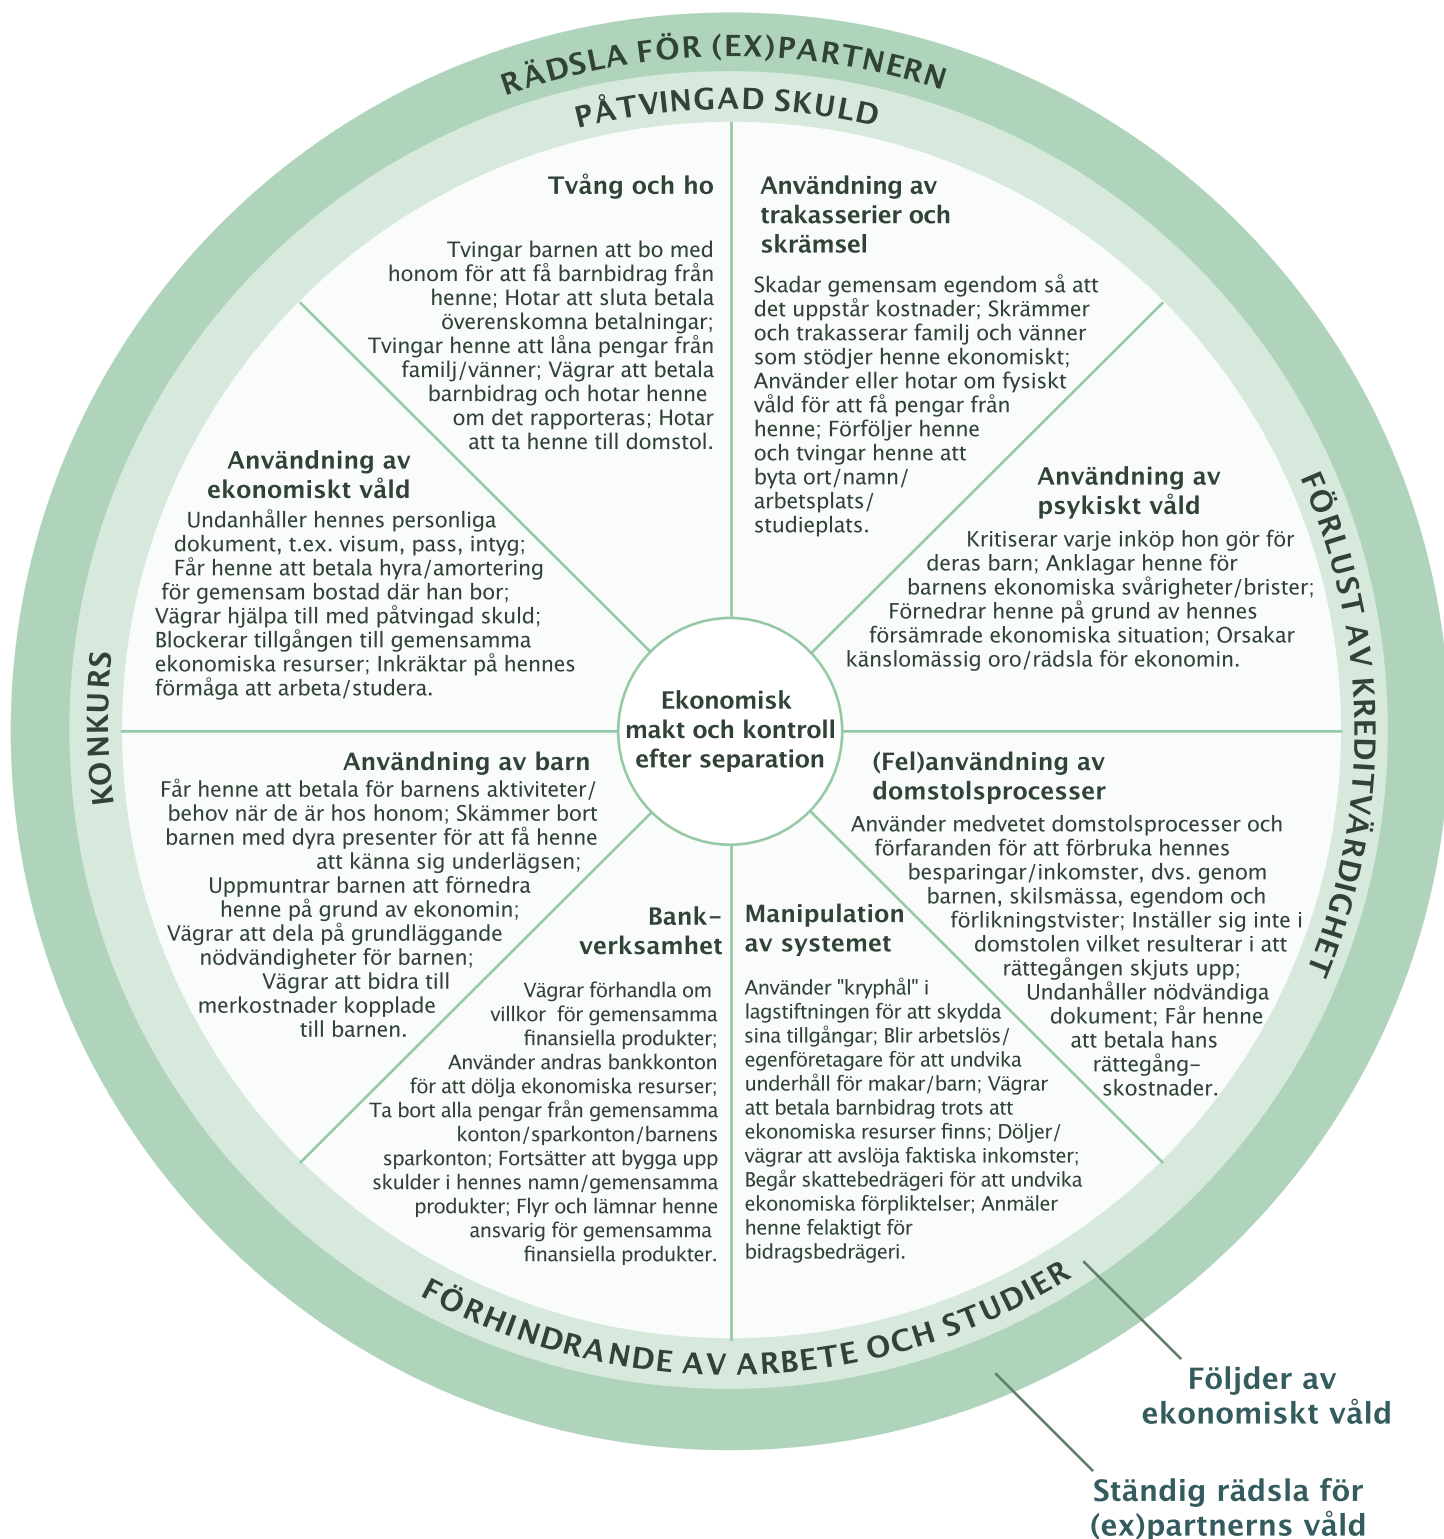 RÄDSLA FÖR (EX)PARTNERN
PÅTVINGAD SKULD
Tvång och ho
Tvingar barnen att bo med
honom för att få barnbidrag från
henne; Hotar att sluta betala
överenskomna betalningar;
Tvingar henne att låna pengar från
familj/vänner; Vägrar att betala
barnbidrag och hotar henne
om det rapporteras; Hotar
att ta henne till domstol.
Användning av
trakasserier och
skrämsel
Skadar gemensam egendom så att
det uppstår kostnader; Skrämmer
och trakasserar familj och vänner
som stödjer henne ekonomiskt;
Använder eller hotar om fysiskt
våld för att få pengar från
henne; Förföljer henne
och tvingar henne att
byta ort/namn/
arbetsplats/
studieplats.
Användning av
psykiskt våld
Kritiserar varje inköp hon gör för
deras barn; Anklagar henne för
barnens ekonomiska svårigheter/brister;
Förnedrar henne på grund av hennes
försämrade ekonomiska situation; Orsakar
känslomässig oro/rädsla för ekonomin.
FÖRLUST AV KREDITVÄRDIGHET
(Fel)användning av
domstolsprocesser
Använder medvetet domstolsprocesser och
förfaranden för att förbruka hennes
besparingar/inkomster, dvs. genom
barnen, skilsmässa, egendom och
förlikningstvister; Inställer sig inte i
domstolen vilket resulterar i att
rättegången skjuts upp;
Undanhåller nödvändiga
dokument; Får henne
att betala hans
rättegång-
skostnader.
Manipulation
av systemet
Använder "kryphål" i
lagstiftningen för att skydda
sina tillgångar; Blir arbetslös/
egenföretagare för att undvika
underhåll för makar/barn; Vägrar
att betala barnbidrag trots att
ekonomiska resurser finns; Döljer/
vägrar att avslöja faktiska inkomster;
Begår skattebedrägeri för att undvika
ekonomiska förpliktelser; Anmäler
henne felaktigt för
bidragsbedrägeri.
FÖRHINDRANDE AV ARBETE OCH STUDIER
Bank-
verksamhet
Vägrar förhandla om
villkor för gemensamma
finansiella produkter;
Använder andras bankkonton
för att dölja ekonomiska resurser;
Ta bort alla pengar från gemensamma
konton/sparkonton/barnens
sparkonton; Fortsätter att bygga upp
skulder i hennes namn/gemensamma
produkter; Flyr och lämnar henne
ansvarig för gemensamma
finansiella produkter.
Användning av barn
Får henne att betala för barnens aktiviteter/
behov när de är hos honom; Skämmer bort
barnen med dyra presenter för att få henne
att känna sig underlägsen;
Uppmuntrar barnen att förnedra
henne på grund av ekonomin;
Vägrar att dela på grundläggande
nödvändigheter för barnen;
Vägrar att bidra till
merkostnader kopplade
till barnen.
KONKURS
Användning av
ekonomiskt våld
Undanhåller hennes personliga
dokument, t.ex. visum, pass, intyg;
Får henne att betala hyra/amortering
för gemensam bostad där han bor;
Vägrar hjälpa till med påtvingad skuld;
Blockerar tillgången till gemensamma
ekonomiska resurser; Inkräktar på hennes
förmåga att arbeta/studera.
Ekonomisk
makt och kontroll
efter separation
Följder av
ekonomiskt våld
Ständig rädsla för
(ex)partnerns våld